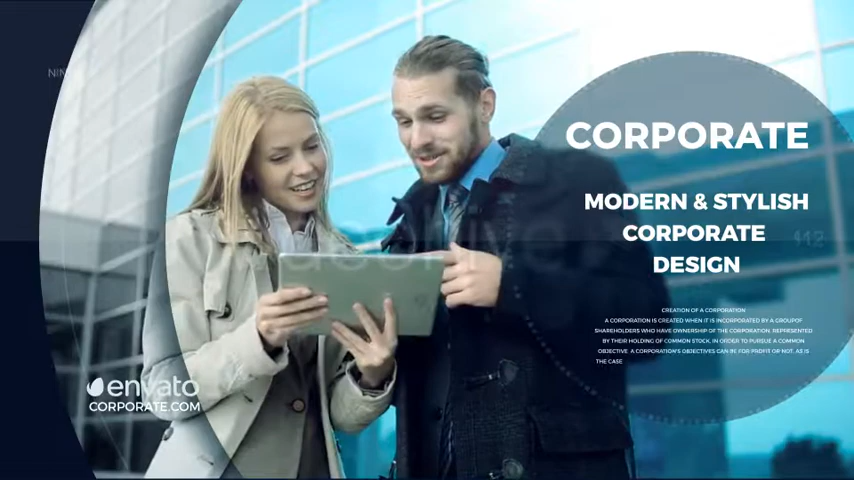 CORPORATE
MODERN & STYLISH
CORPORATE
DESIGN
CREATION OF A CORPORATION
A CORPORATION IS CREATED WHEN IT IS INCORPORATED BY A GROUPOF
SHAREHOLDERS WHO HAVE OWNERSHIP OF THE CORPORATION, REPRESENTED
BY THEIR HOLDING OF COMMON STOCK, IN ORDER TO PURSUE A COMMON
OBJECTIVE. A CORPORATION'S OBJECTIVES CAN BE FOR PROFIT OR NOT, AS IS
THE CASE
envato
CORPORATE.COM